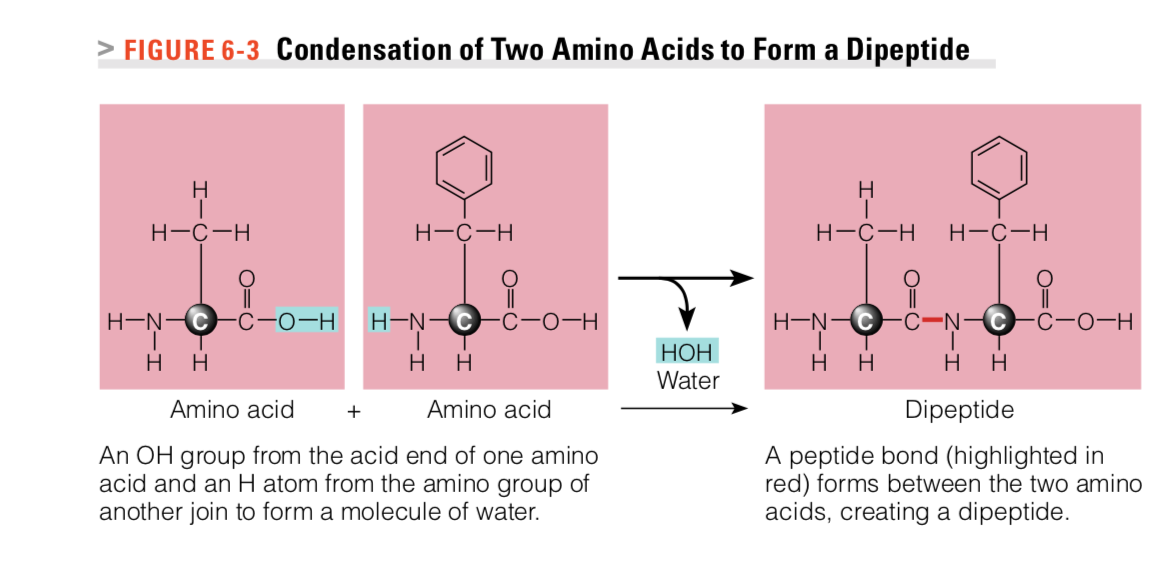 > FIGURE 6-3 Condensation of Two Amino Acids to Form a Dipeptide
H
H—C—H
O
H—N—C—C—O—H
H H
H—C—H
O
H—N—C—C—O—H
H H
HOH
Water
H
H—C—H H—C—H
O O
H—N—C—C—N—C—C—O—H
H H H H
Amino acid + Amino acid
Dipeptide
An OH group from the acid end of one amino
acid and an H atom from the amino group of
another join to form a molecule of water.
A peptide bond (highlighted in
red) forms between the two amino
acids, creating a dipeptide.